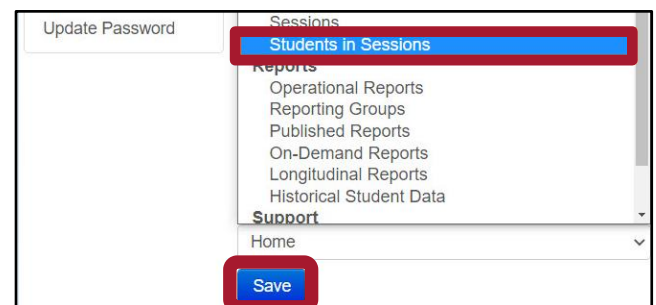 Update Password
Sessions
Students in Sessions
Reports
Operational Reports
Reporting Groups
Published Reports
On-Demand Reports
Longitudinal Reports
Historical Student Data
Support
Home
Save